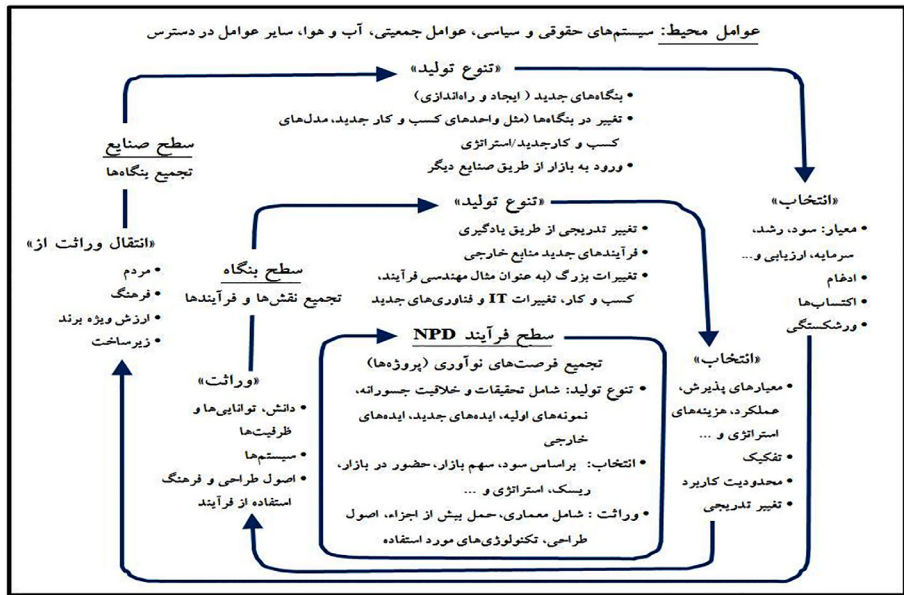 عوامل محیط: سیستم‌های حقوقی و سیاسی، عوامل جمعیتی، آب و هوا، سایر عوامل در دسترس
«تنوع تولید»
• بنگاه‌های جدید ( ایجاد و راه‌اندازی)
• تغییر در بنگاه‌ها (مثل واحدهای کسب و کار جدید، مدل‌های
کسب و کارجدید/استراتژی
• ورود به بازار از طریق صنایع دیگر
سطح صنایع
تجمیع بنگاه‌ها
«انتخاب»
• معیار: سود، رشد،
سرمایه، ارزیابی و...
• ادغام
• اکتساب‌ها
• ورشکستگی
«انتقال وراثت از»
• مردم
• فرهنگ
• ارزش ویژه برند
• زیرساخت
«تنوع تولید»
• تغییر تدریجی از طریق یادگیری
• فرآیندهای جدید منابع خارجی
• تغییرات بزرگ (به عنوان مثال مهندسی فرآیند،
کسب و کار، تغییرات IT و فناوری‌های جدید
سطح بنگاه
تجمیع نقش‌ها و فرآیندها
«انتخاب»
• معیارهای پذیرش،
عملکرد، هزینه‌های
استراتژی و ...
• تفکیک
• محدودیت کاربرد
• تغییر تدریجی
«وراثت»
• دانش، توانایی‌ها و
ظرفیت‌ها
• سیستم‌ها
• اصول طراحی و فرهنگ
استفاده از فرآیند
سطح فرآیند NPD
تجمیع فرصت‌های نوآوری (پروژه‌ها)
• تنوع تولید: شامل تحقیقات و خلاقیت جسورانه،
نمونه‌های اولیه، ایده‌های جدید، ایده‌های
خارجی
• انتخاب: براساس سود، سهم بازار، حضور در بازار،
ریسک، استراتژی و ...
• وراثت : شامل معماری، حمل بیش از اجزاء، اصول
طراحی، تکنولوژی‌های مورد استفاده